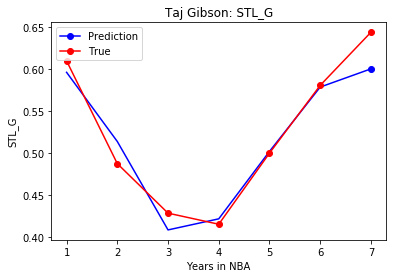 Taj Gibson: STL_G
Prediction
True
0.65
0.60
0.55
0.50
0.45
0.40
STL_G
1 2 3 4 5 6 7
Years in NBA